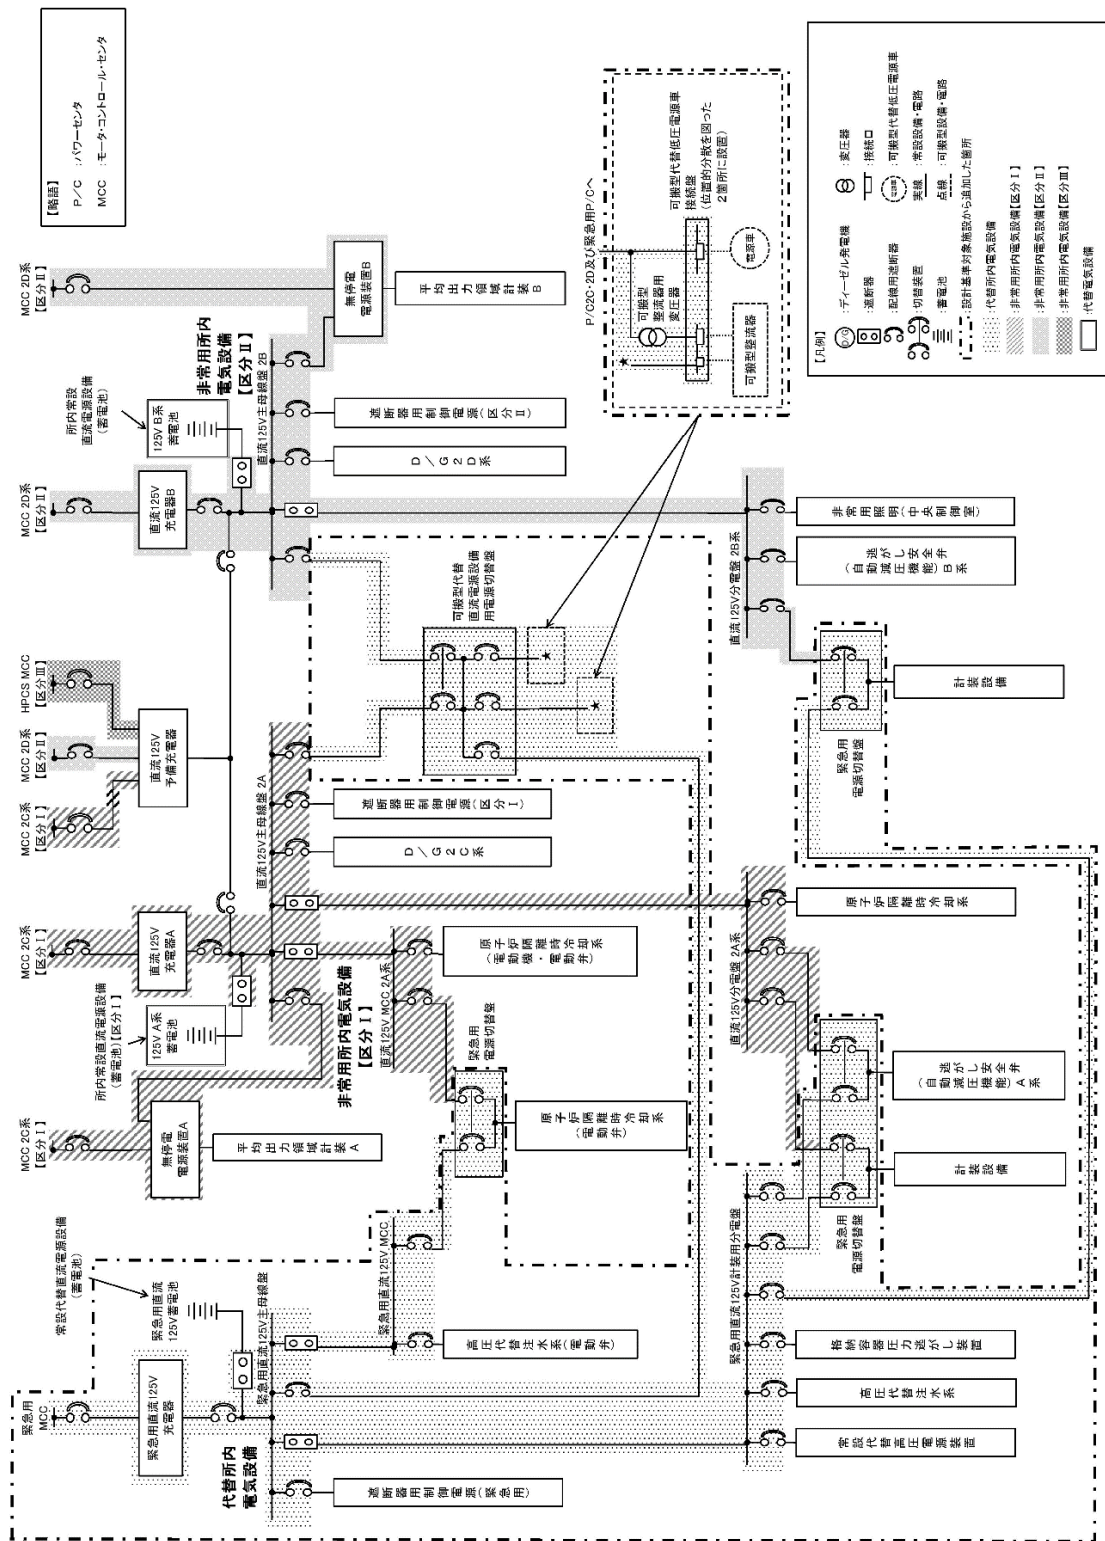 【略語】
P/C :パワーセンタ
MCC :モータ・コントロール・センタ
MCC 2D系
【区分Ⅱ】
無停電
電源装置B
平均出力領域計装B
非常用所内
電気設備
【区分Ⅱ】
所内常設
直流電源設備
(蓄電池)
125V B系
蓄電池
MCC 2D系
【区分Ⅱ】
直流125V
充電器B
直流125V主母線盤 2B
遮断器用制御電源(区分Ⅱ)
D/G2D系
HPCS MCC
【区分Ⅲ】
MCC 2D系
【区分Ⅱ】
MCC 2C系
【区分Ⅰ】
直流125V
予備充電器
可搬型代替
直流電源設備
用電源切替盤
★
★
直流125V主母線盤 2A
遮断器用制御電源(区分Ⅰ)
D/G2C系
MCC 2C系
【区分Ⅰ】
直流125V
充電器A
所内常設直流電源設備
(蓄電池)【区分Ⅰ】
125V A系
蓄電池
非常用所内電気設備
【区分Ⅰ】
MCC 2C系
【区分Ⅰ】
無停電
電源装置A
平均出力領域計装A
直流125V MCC 2A系
原子炉隔離時冷却系
(電動機・電動弁)
緊急用
電源切替盤
原子炉隔離時冷却系
(電動弁)
常設代替直流電源設備
(蓄電池)
緊急用直流
125V蓄電池
緊急用
MCC
緊急用直流125V
充電器
代替所内
電気設備
緊急用直流125V主母線盤
遮断器用制御電源(緊急用)
緊急用直流125V MCC
高圧代替注水系(電動弁)
P/C2C・2D及び緊急用P/Cへ
可搬型
整流器用
変圧器
可搬型代替低圧電源車
接続盤
(位置的分散を図った
2箇所に設置)
★
電源車
可搬型整流器
直流125V分電盤 2B系
非常用照明(中央制御室)
逃がし安全弁
(自動減圧機能)B系
緊急用
電源切替盤
計装設備
直流125V分電盤 2A系
原子炉隔離時冷却系
逃がし安全弁
(自動減圧機能)A系
緊急用
電源切替盤
計装設備
緊急用直流125V計装用分電盤
格納容器圧力逃がし装置
高圧代替注水系
常設代替高圧電源装置
【凡例】
D/G :ディーゼル発電機
:遮断器
:配線用遮断器
:切替装置
:蓄電池
:変圧器
:接続口
電源車 :可搬型代替低圧電源車
実線 :常設設備・電路
点線 :可搬型設備・電路
:設計基準対象施設から追加した箇所
:代替所内電気設備
:非常用所内電気設備【区分Ⅰ】
:非常用所内電気設備【区分Ⅱ】
:非常用所内電気設備【区分Ⅲ】
:代替電気設備